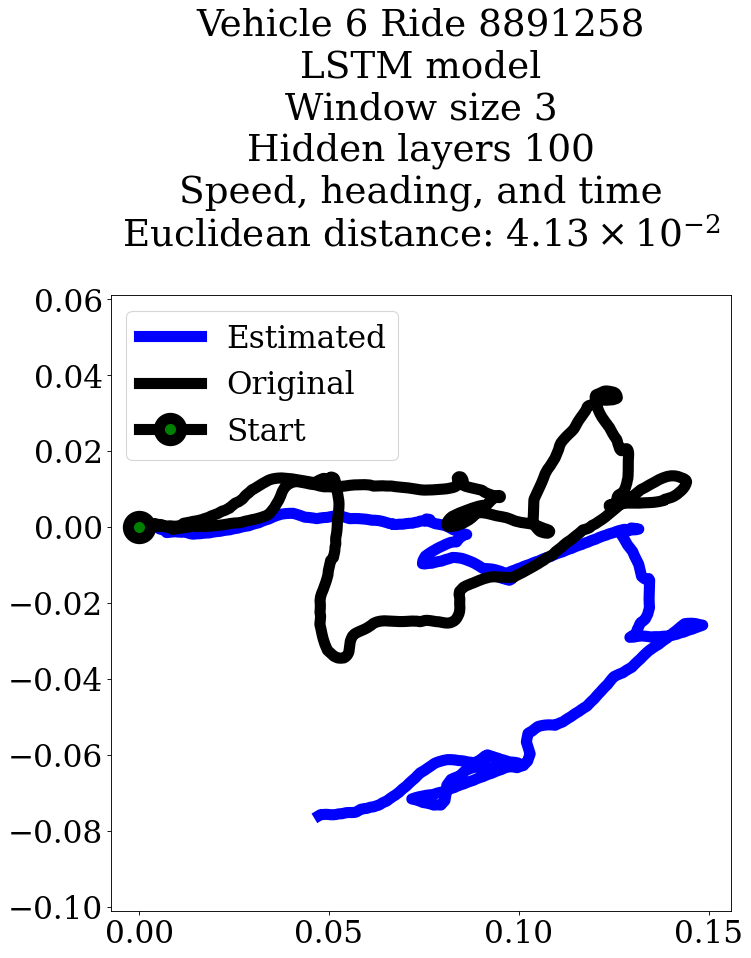 Vehicle 6 Ride 8891258
LSTM model
Window size 3
Hidden layers 100
Speed, heading, and time
Euclidean distance: 4.13 × 10⁻²
0.06
0.04
0.02
0.00
−0.02
−0.04
−0.06
−0.08
−0.10
Estimated
Original
Start
0.00 0.05 0.10 0.15